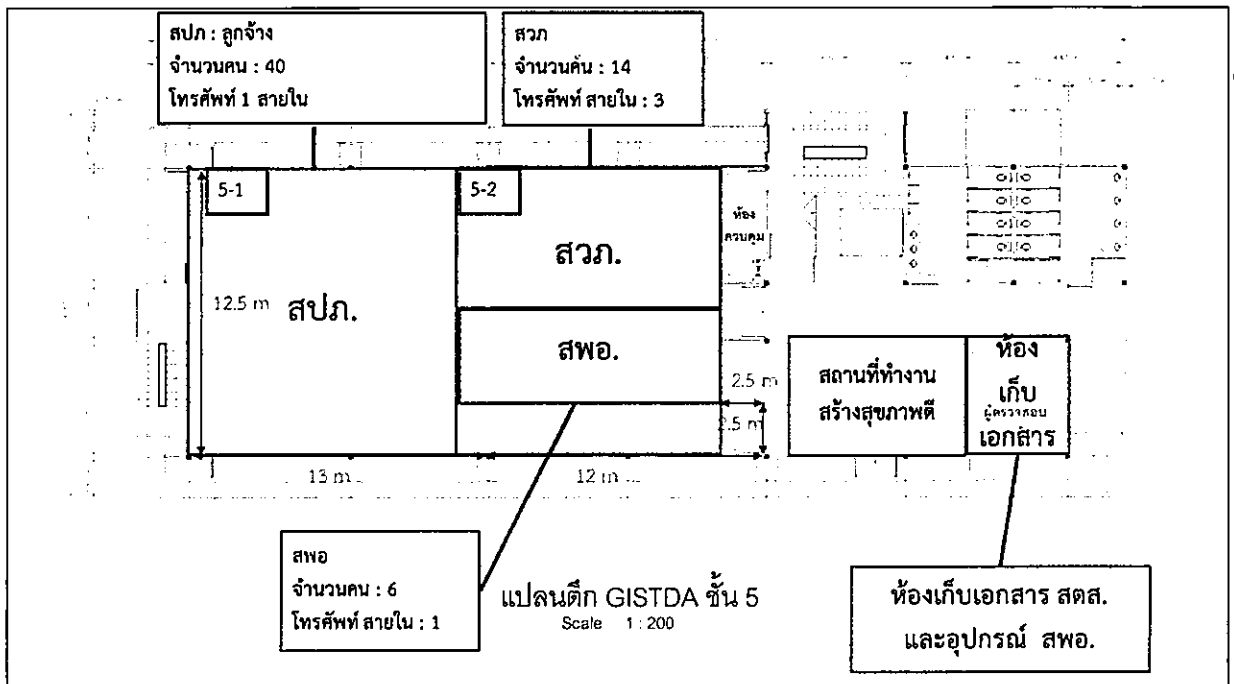 สปภ : ลูกจ้าง
จำนวนคน : 40
โทรศัพท์ 1 สายใน
สวภ
จำนวนคน : 14
โทรศัพท์ สายใน : 3
5-1
5-2
ห้อง
ควบคุม
สวภ.
12.5 m
สปภ.
สพอ.
2.5 m
2.5 m
สถานที่ทำงาน
สร้างสุขภาพดี
ห้อง
เก็บ
ผู้ตรวจสอบ
เอกสาร
13 m
12 m
สพอ
จำนวนคน : 6
โทรศัพท์ สายใน : 1
แปลนตึก GISTDA ชั้น 5
Scale 1 : 200
ห้องเก็บเอกสาร สตส.
และอุปกรณ์ สพอ.